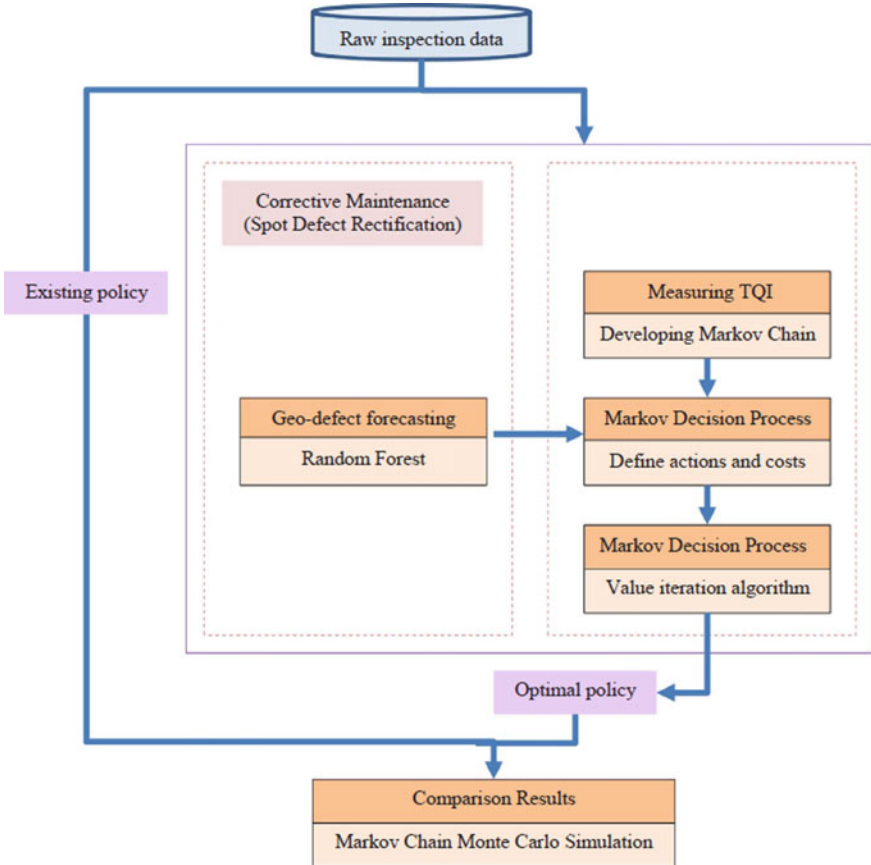 Raw inspection data
Corrective Maintenance
(Spot Defect Rectification)
Existing policy
Measuring TQI
Developing Markov Chain
Geo-defect forecasting
Random Forest
Markov Decision Process
Define actions and costs
Markov Decision Process
Value iteration algorithm
Optimal policy
Comparison Results
Markov Chain Monte Carlo Simulation